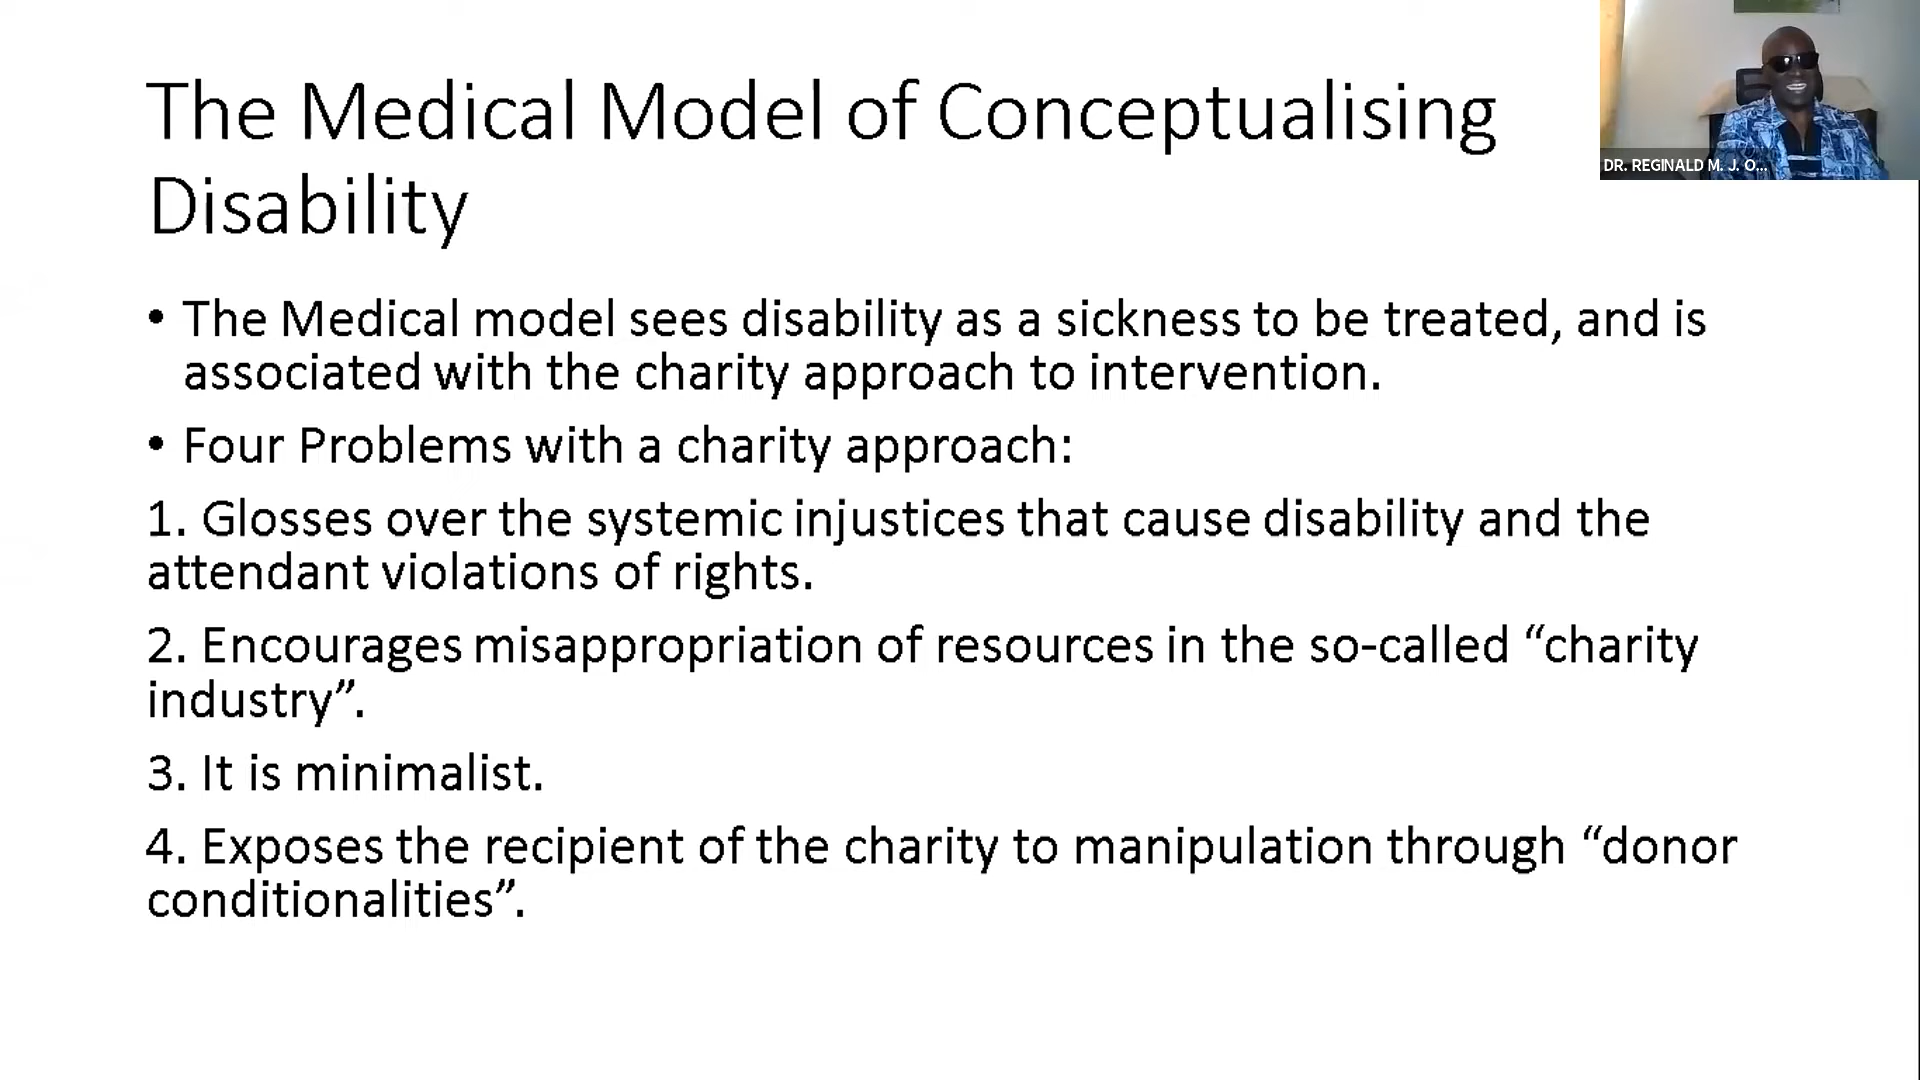 The Medical Model of Conceptualising
Disability
DR. REGINALD M. J. O...
• The Medical model sees disability as a sickness to be treated, and is
associated with the charity approach to intervention.
• Four Problems with a charity approach:
1. Glosses over the systemic injustices that cause disability and the
attendant violations of rights.
2. Encourages misappropriation of resources in the so-called “charity
industry”.
3. It is minimalist.
4. Exposes the recipient of the charity to manipulation through “donor
conditionalities”.